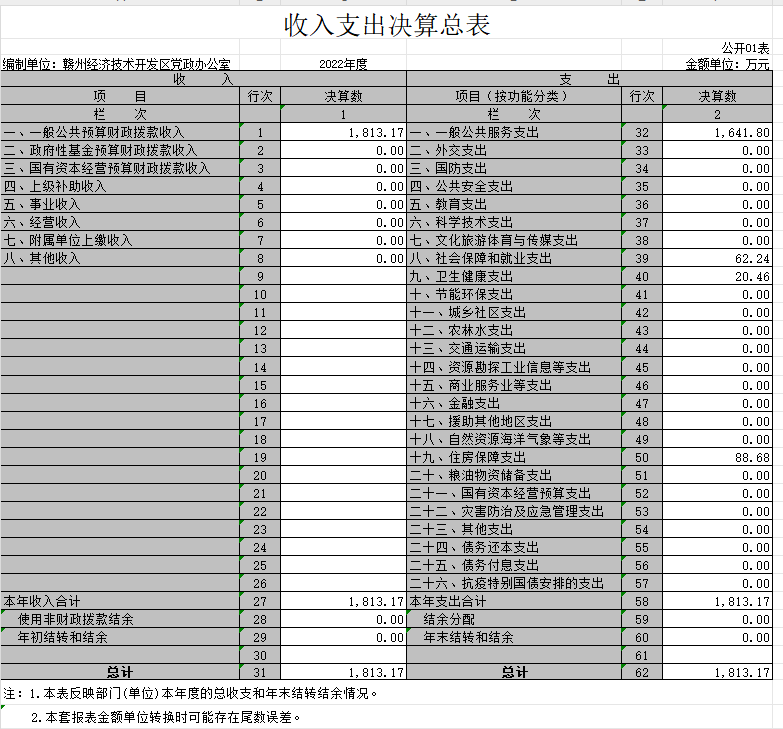 收入支出决算总表
公开01表
编制单位：赣州经济技术开发区党政办公室 2022年度 金额单位：万元
收 入 支 出
项 目 行次 决算数 项目（按功能分类） 行次 决算数
栏 次 1 栏 次 2
一、一般公共预算财政拨款收入 1 1,813.17 一、一般公共服务支出 32 1,641.80
二、政府性基金预算财政拨款收入 2 0.00 二、外交支出 33 0.00
三、国有资本经营预算财政拨款收入 3 0.00 三、国防支出 34 0.00
四、上级补助收入 4 0.00 四、公共安全支出 35 0.00
五、事业收入 5 0.00 五、教育支出 36 0.00
六、经营收入 6 0.00 六、科学技术支出 37 0.00
七、附属单位上缴收入 7 0.00 七、文化旅游体育与传媒支出 38 0.00
八、其他收入 8 0.00 八、社会保障和就业支出 39 62.24
9 九、卫生健康支出 40 20.46
10 十、节能环保支出 41 0.00
11 十一、城乡社区支出 42 0.00
12 十二、农林水支出 43 0.00
13 十三、交通运输支出 44 0.00
14 十四、资源勘探工业信息等支出 45 0.00
15 十五、商业服务业等支出 46 0.00
16 十六、金融支出 47 0.00
17 十七、援助其他地区支出 48 0.00
18 十八、自然资源海洋气象等支出 49 0.00
19 十九、住房保障支出 50 88.68
20 二十、粮油物资储备支出 51 0.00
21 二十一、国有资本经营预算支出 52 0.00
22 二十二、灾害防治及应急管理支出 53 0.00
23 二十三、其他支出 54 0.00
24 二十四、债务还本支出 55 0.00
25 二十五、债务付息支出 56 0.00
26 二十六、抗疫特别国债安排的支出 57 0.00
本年收入合计 27 1,813.17 本年支出合计 58 1,813.17
使用非财政拨款结余 28 0.00 结余分配 59 0.00
年初结转和结余 29 0.00 年末结转和结余 60 0.00
30 61
总计 31 1,813.17 总计 62 1,813.17
注：1.本表反映部门(单位)本年度的总收支和年末结转结余情况。
2.本套报表金额单位转换时可能存在尾数误差。